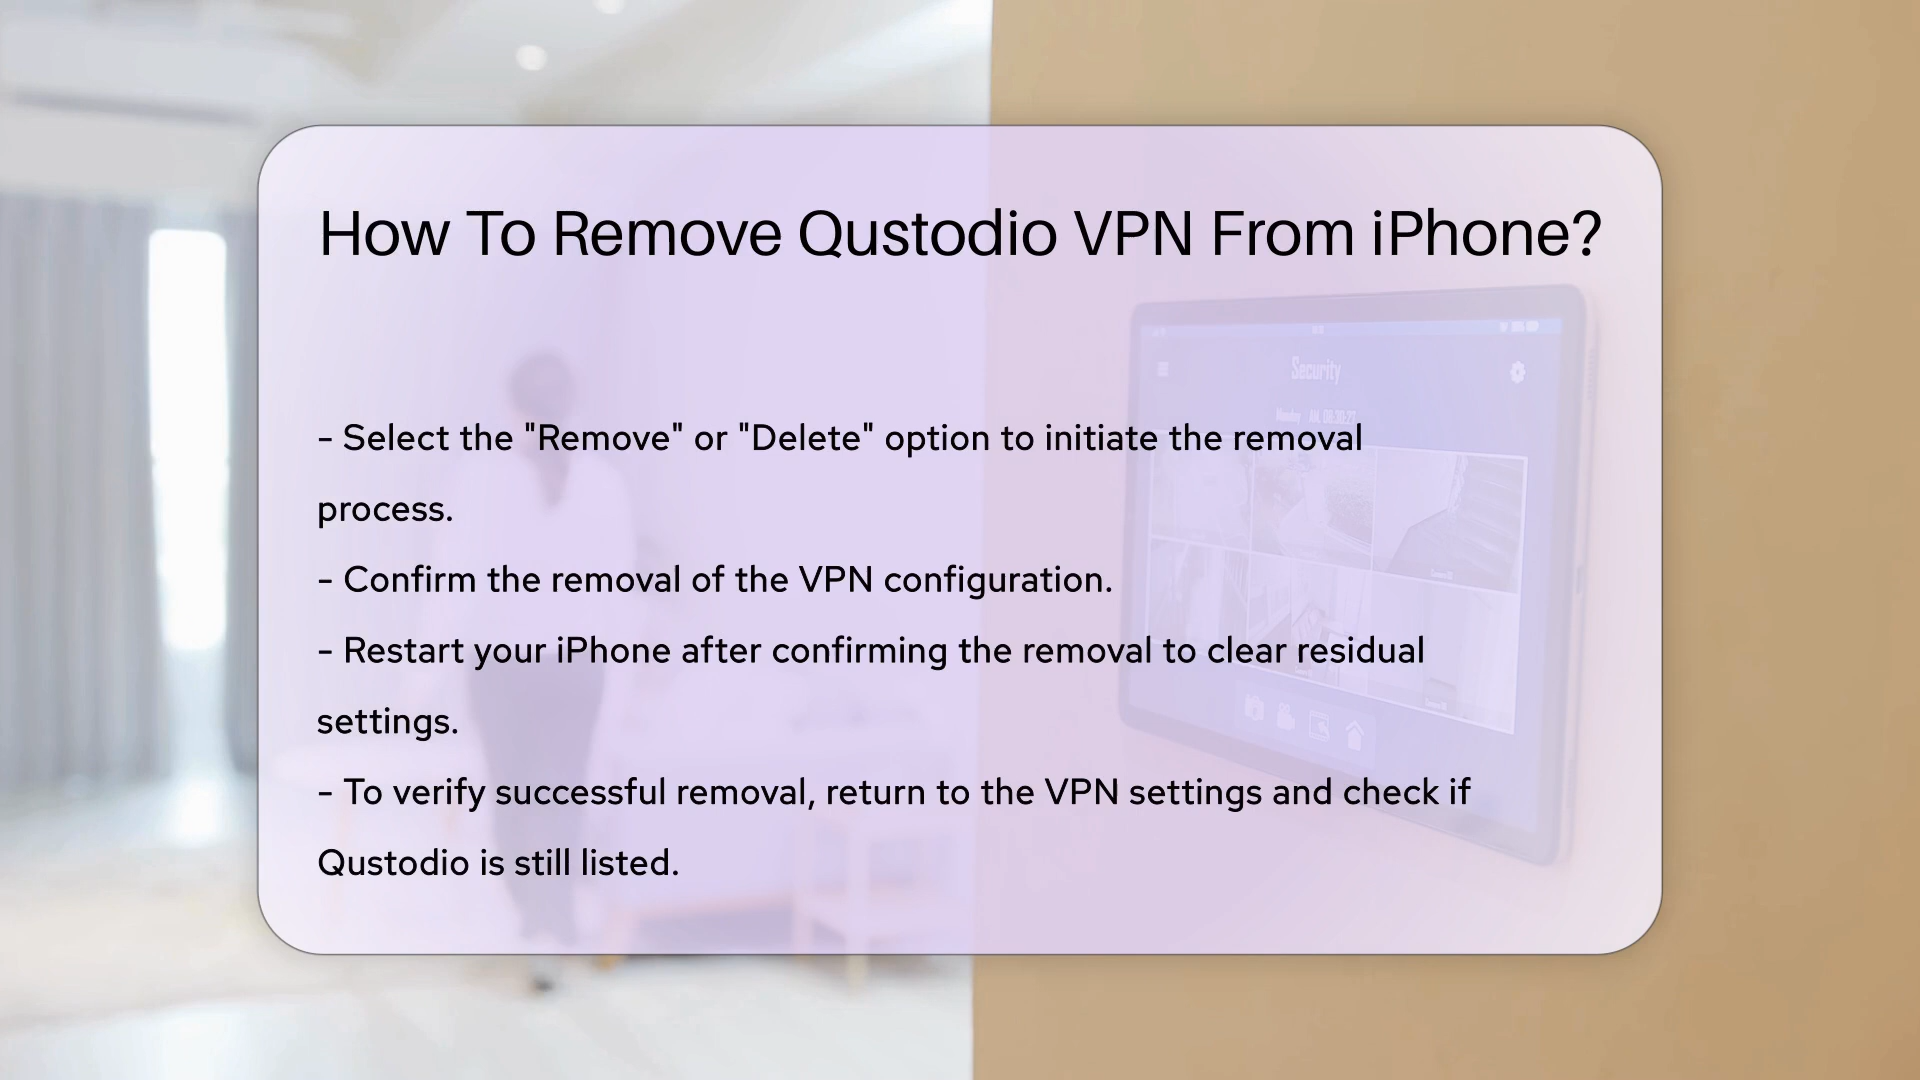 How To Remove Qustodio VPN From iPhone?
Security
- Select the "Remove" or "Delete" option to initiate the removal
process.
- Confirm the removal of the VPN configuration.
- Restart your iPhone after confirming the removal to clear residual
settings.
- To verify successful removal, return to the VPN settings and check if
Qustodio is still listed.